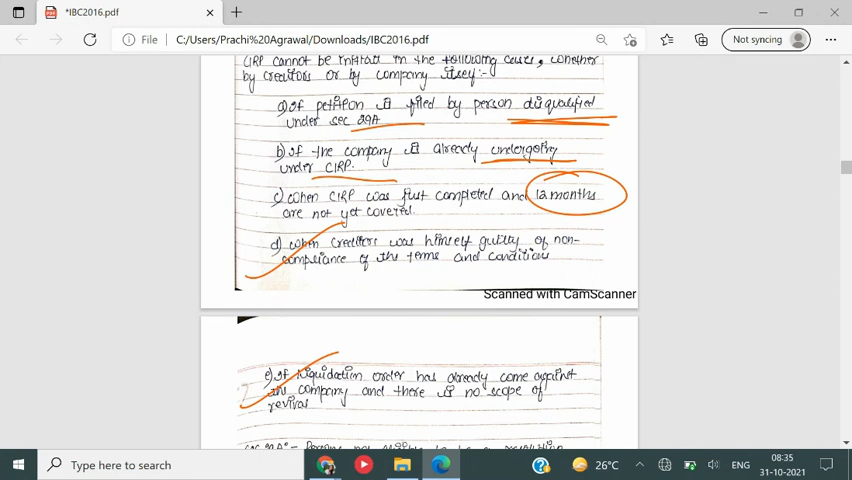 *IBC2016.pdf
File
C:/Users/Prachi%20Agrawal/Downloads/IBC2016.pdf
Not syncing
CIRP cannot be initiati in the following cases, whether
by creditors or by company itself:-
a) If petition is filed by person disqualified
under sec 29A
b) If the company is already undergoing
under CIRP.
c) When CIRP was just completed and 12 months
are not yet covered.
d) When Creditors was himself guilty of non-
compliance of the terms and condition
Scanned with CamScanner
e) If liquidation order has already come against
the company and there is no scope of
revival
Type here to search
26°C
ENG
08:35
31-10-2021